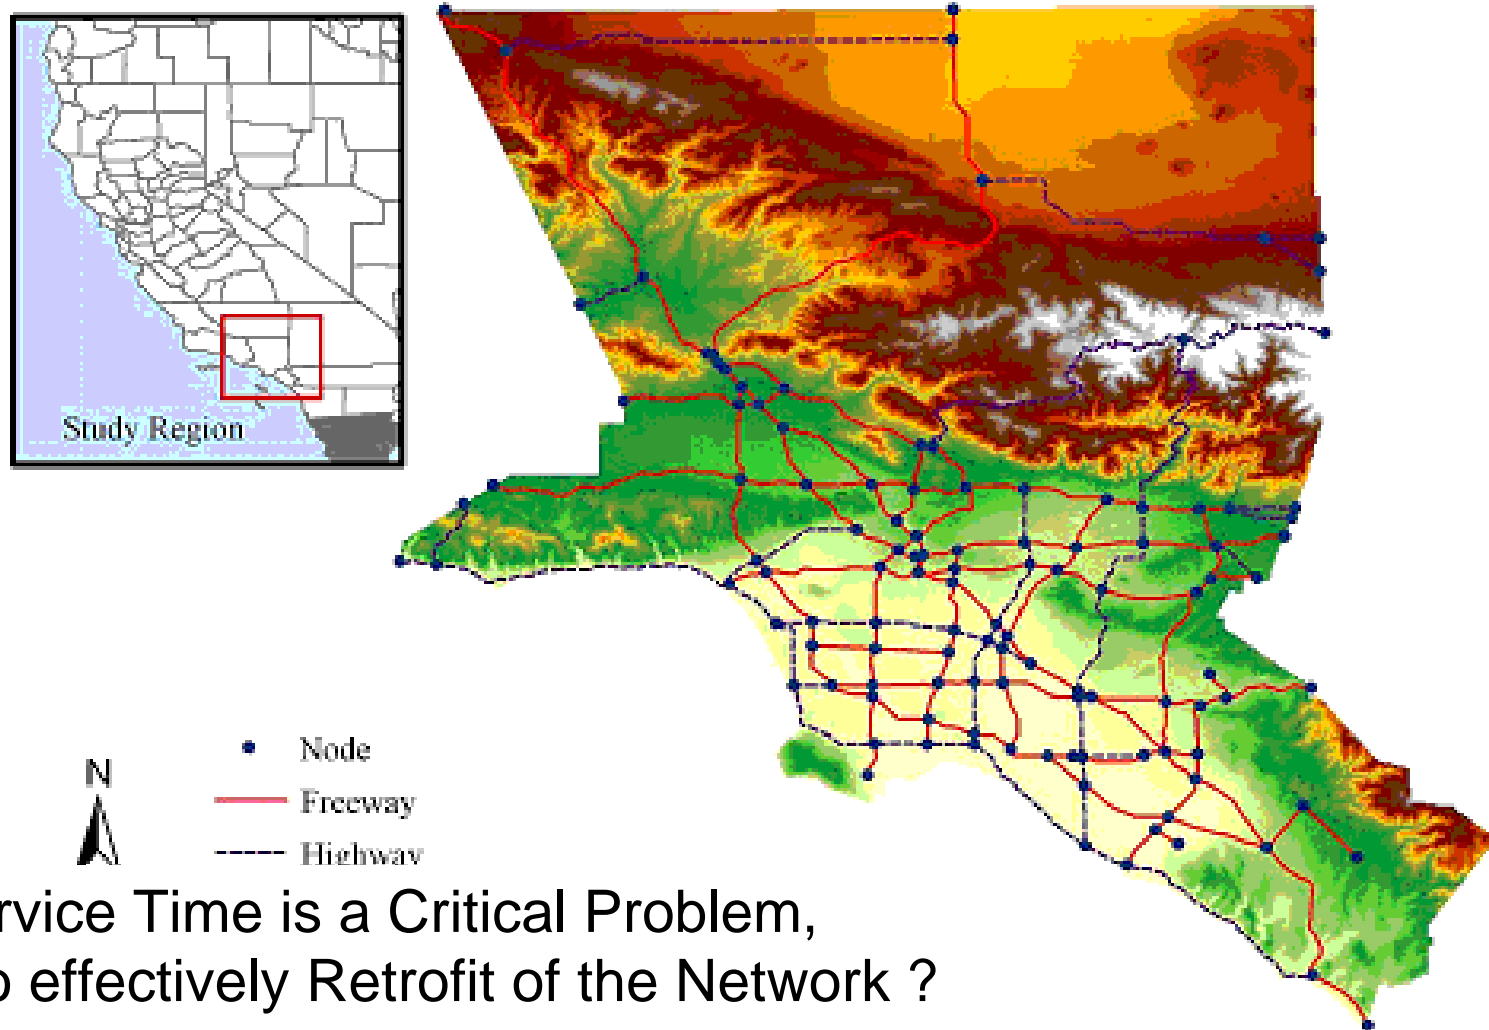 Study Region
N
Node
Freeway
Highway
rvice Time is a Critical Problem,
o effectively Retrofit of the Network ?